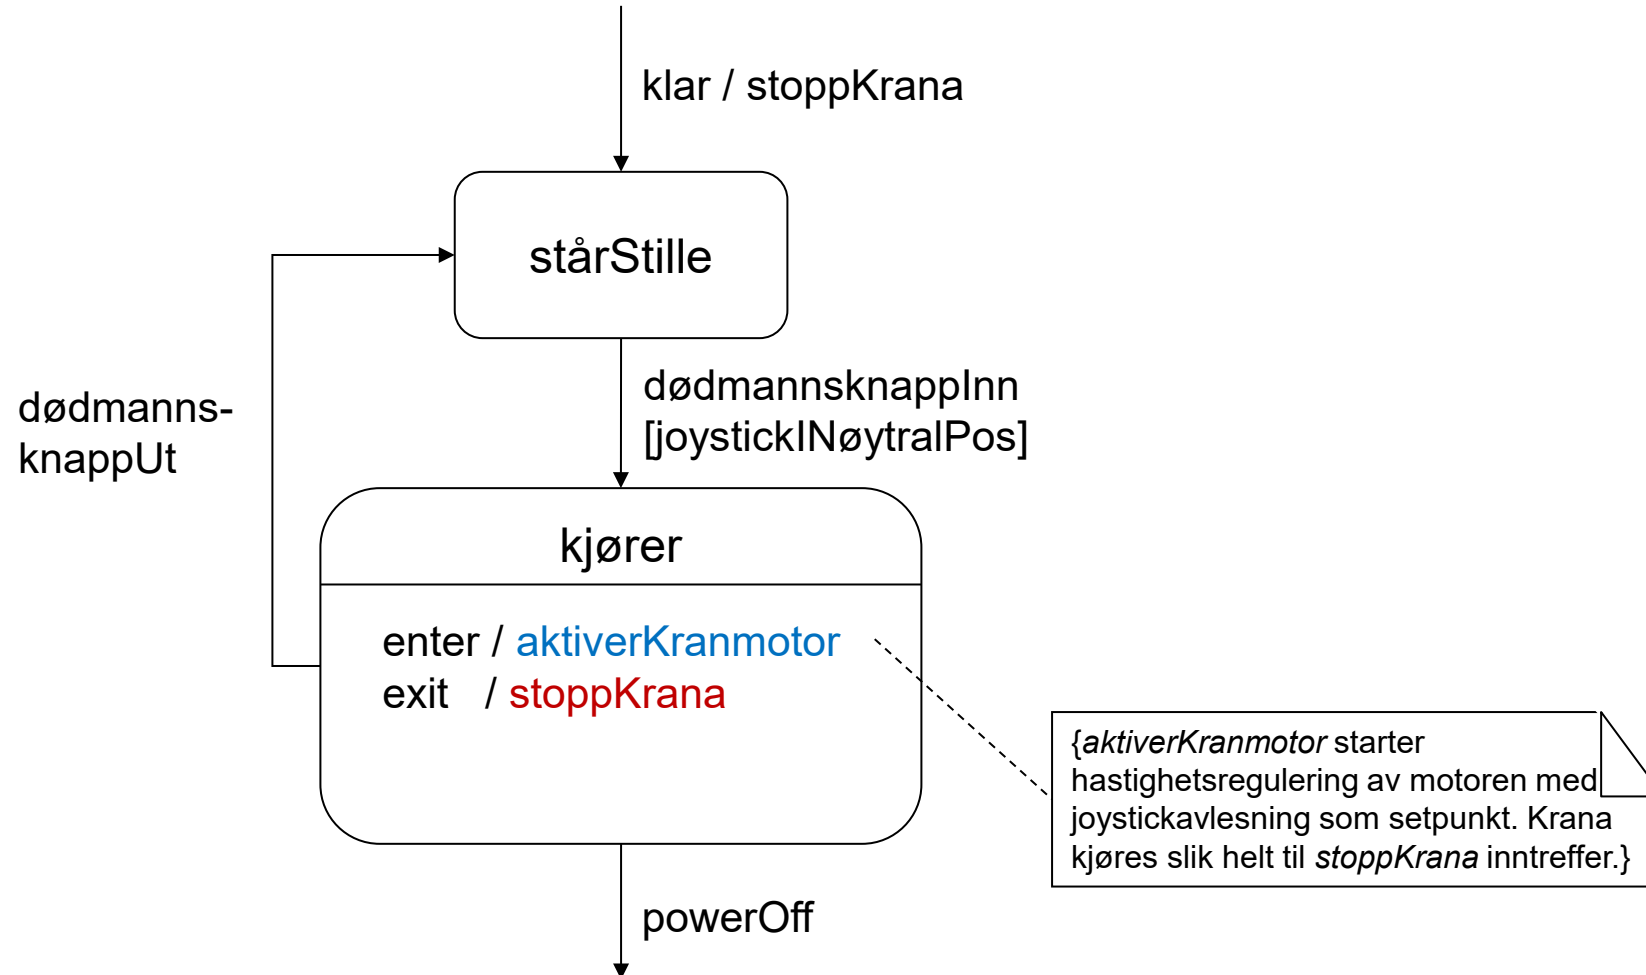 klar / stoppKrana
stårStille
dødmannsknappInn
[joystickINøytralPos]
dødmanns-
knappUt
kjører
enter / aktiverKranmotor
exit / stoppKrana
{aktiverKranmotor starter
hastighetsregulering av motoren med
joystickavlesning som setpunkt. Krana
kjøres slik helt til stoppKrana inntreffer.}
powerOff